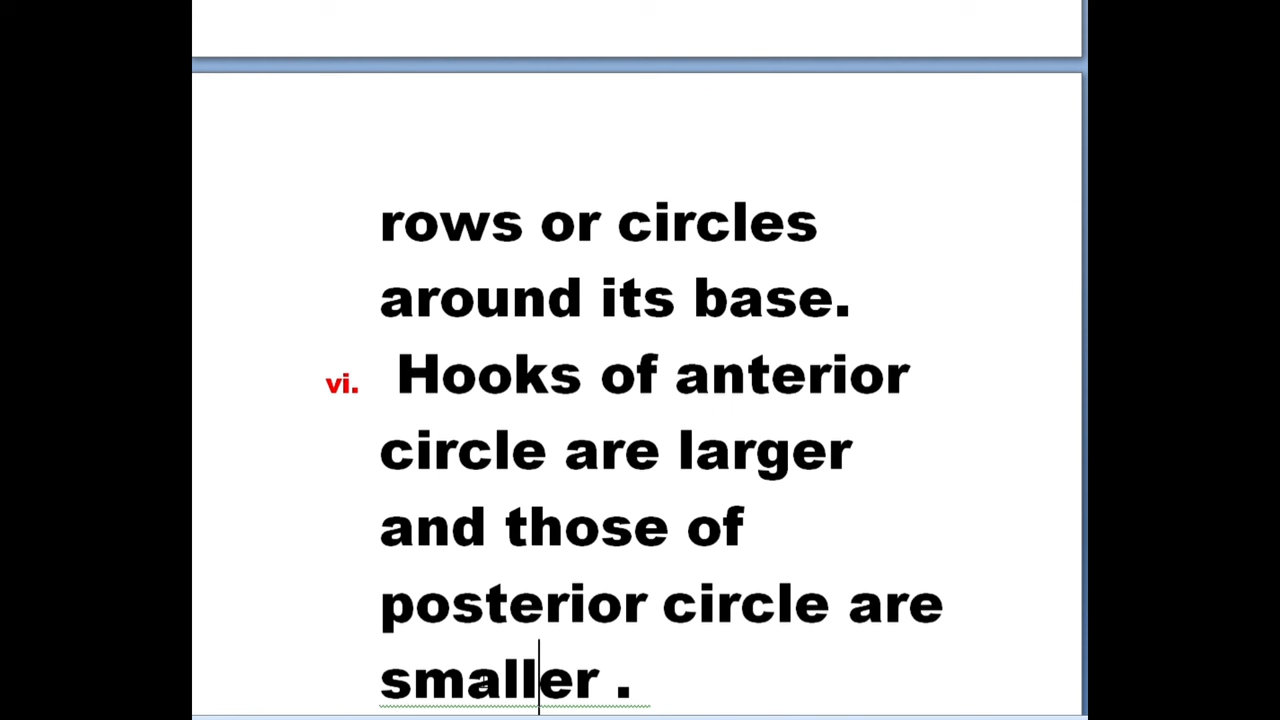 rows or circles
around its base.
vi. Hooks of anterior
circle are larger
and those of
posterior circle are
smaller .